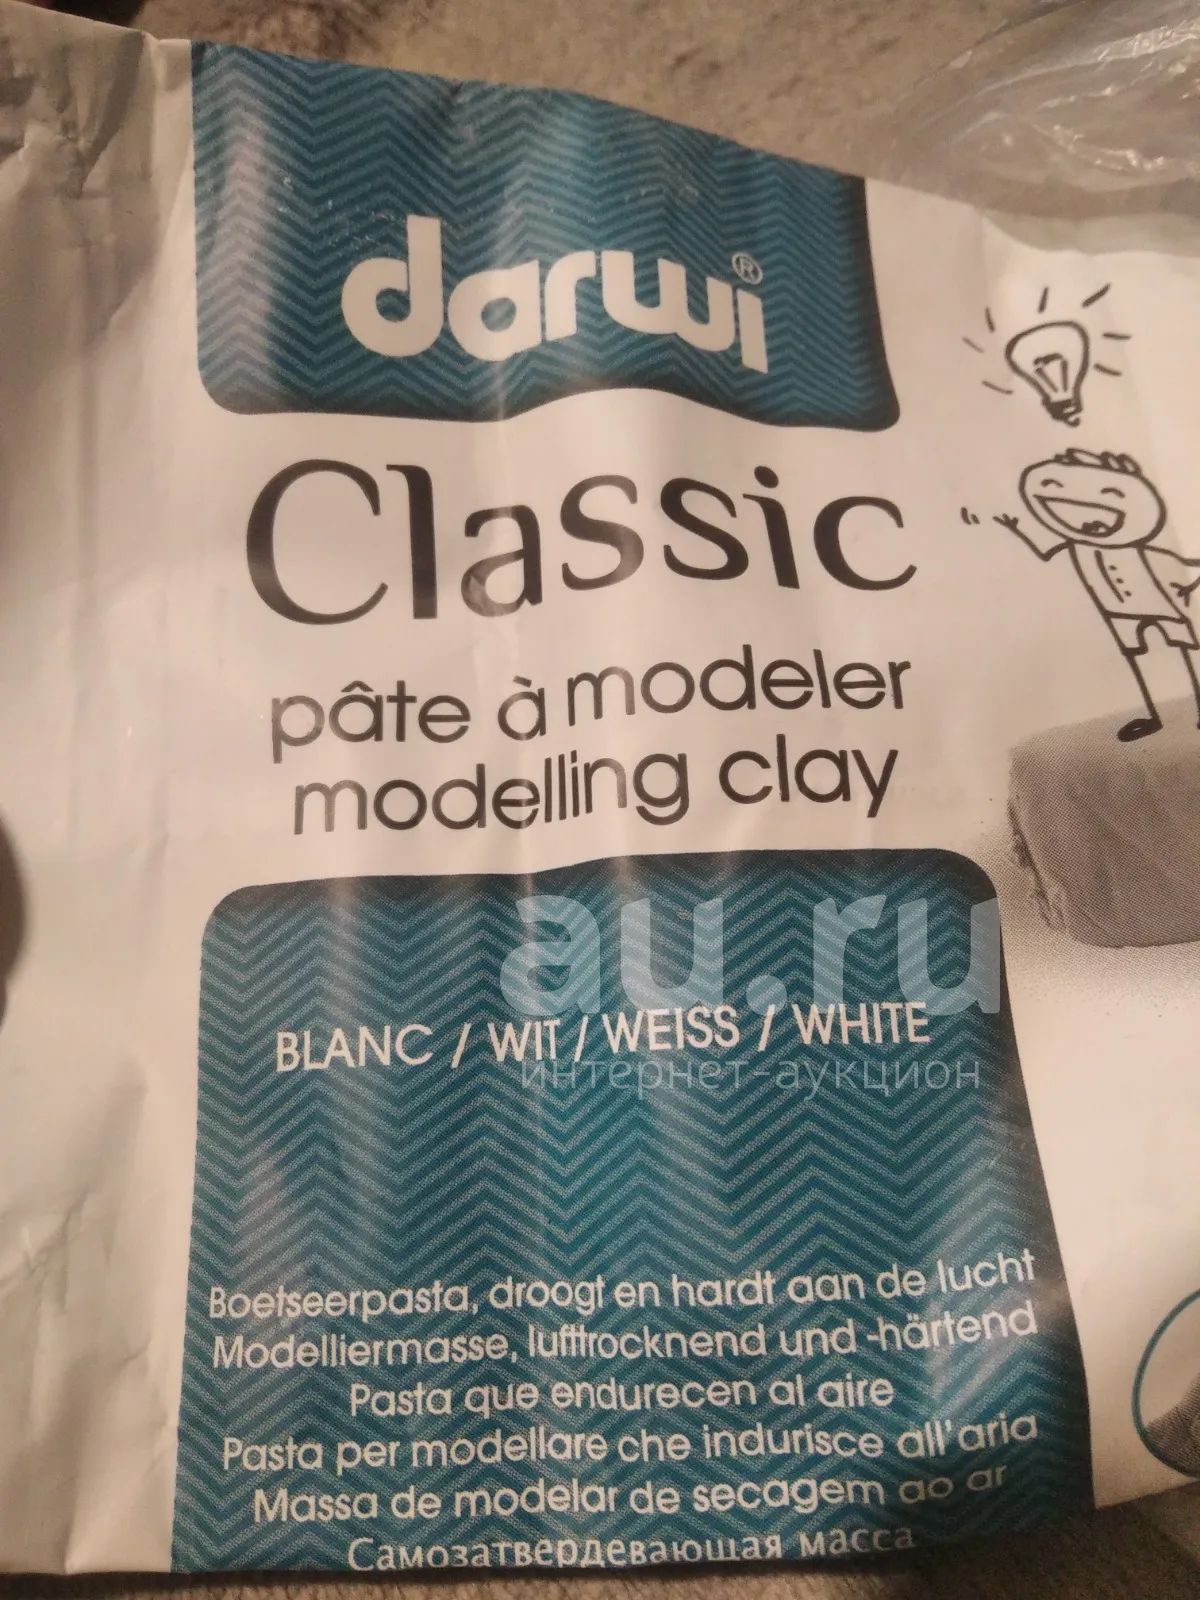 darwi®
Classic
pâte à modeler
modelling clay
au.ru
BLANC / WIT / WEISS / WHITE
интернет-аукцион
Boetseerpasta, droogt en hardt aan de lucht
Modelliermasse, lufttrocknend und -härtend
Pasta que endurecen al aire
Pasta per modellare che indurisce all'aria
Massa de modelar de secagem ao ar
Самозатвердевающая масса